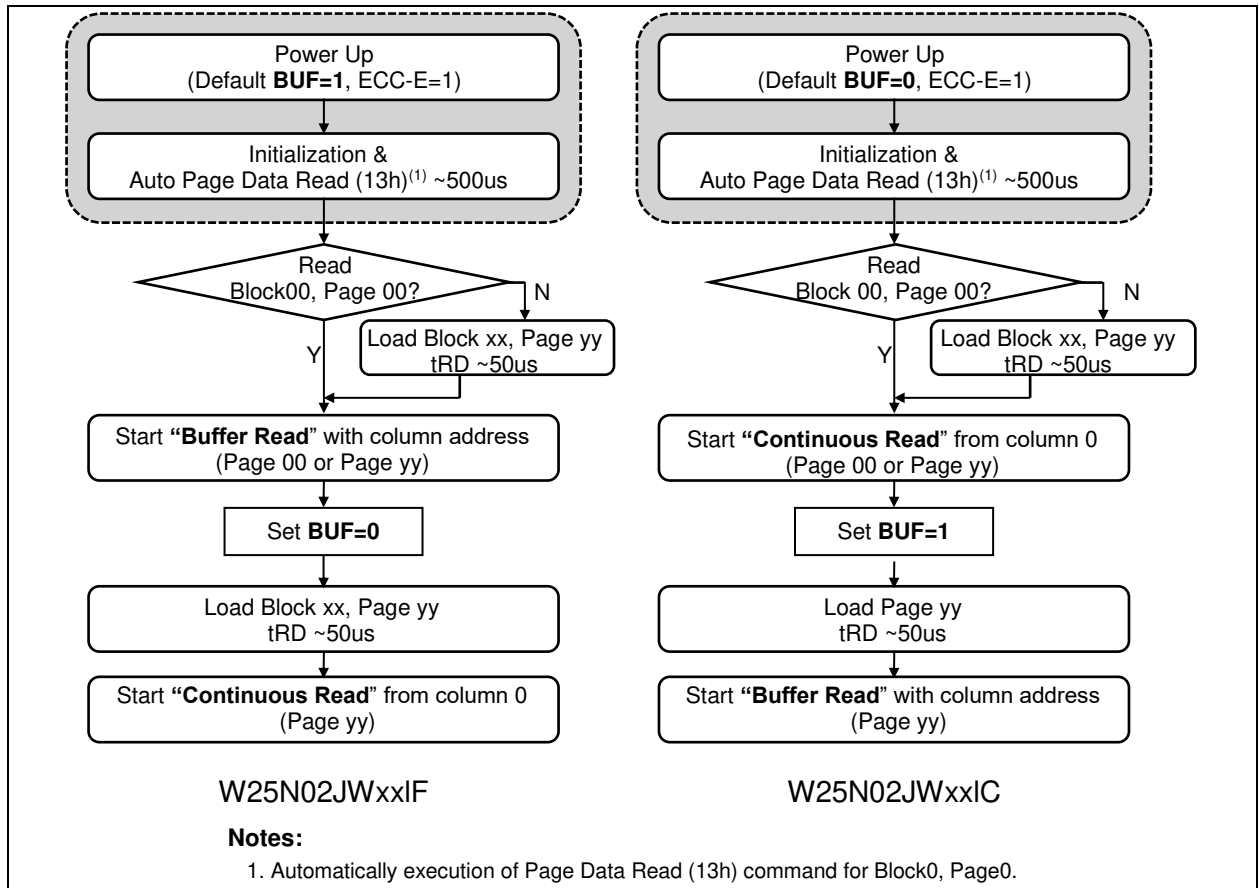 Power Up
(Default BUF=1, ECC-E=1)
Initialization &
Auto Page Data Read (13h)(1) ~500us
Read
Block00, Page 00?
N
Load Block xx, Page yy
tRD ~50us
Y
Start “Buffer Read” with column address
(Page 00 or Page yy)
Set BUF=0
Load Block xx, Page yy
tRD ~50us
Start “Continuous Read” from column 0
(Page yy)
W25N02JWxxIF
Power Up
(Default BUF=0, ECC-E=1)
Initialization &
Auto Page Data Read (13h)(1) ~500us
Read
Block 00, Page 00?
N
Load Block xx, Page yy
tRD ~50us
Y
Start “Continuous Read” from column 0
(Page 00 or Page yy)
Set BUF=1
Load Page yy
tRD ~50us
Start “Buffer Read” with column address
(Page yy)
W25N02JWxxIC
Notes:
1. Automatically execution of Page Data Read (13h) command for Block0, Page0.